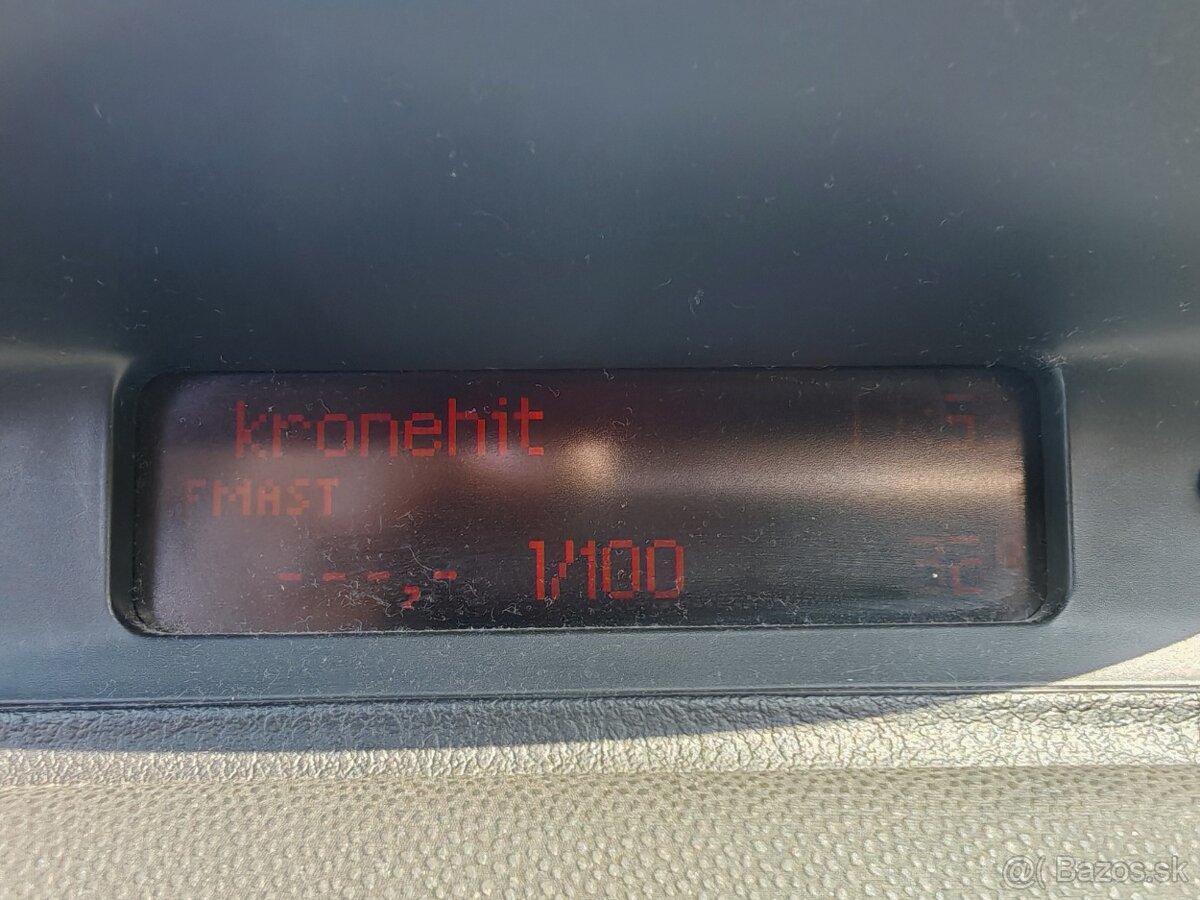 kronehit
FMAST
---,- l/100
@( Bazos.sk